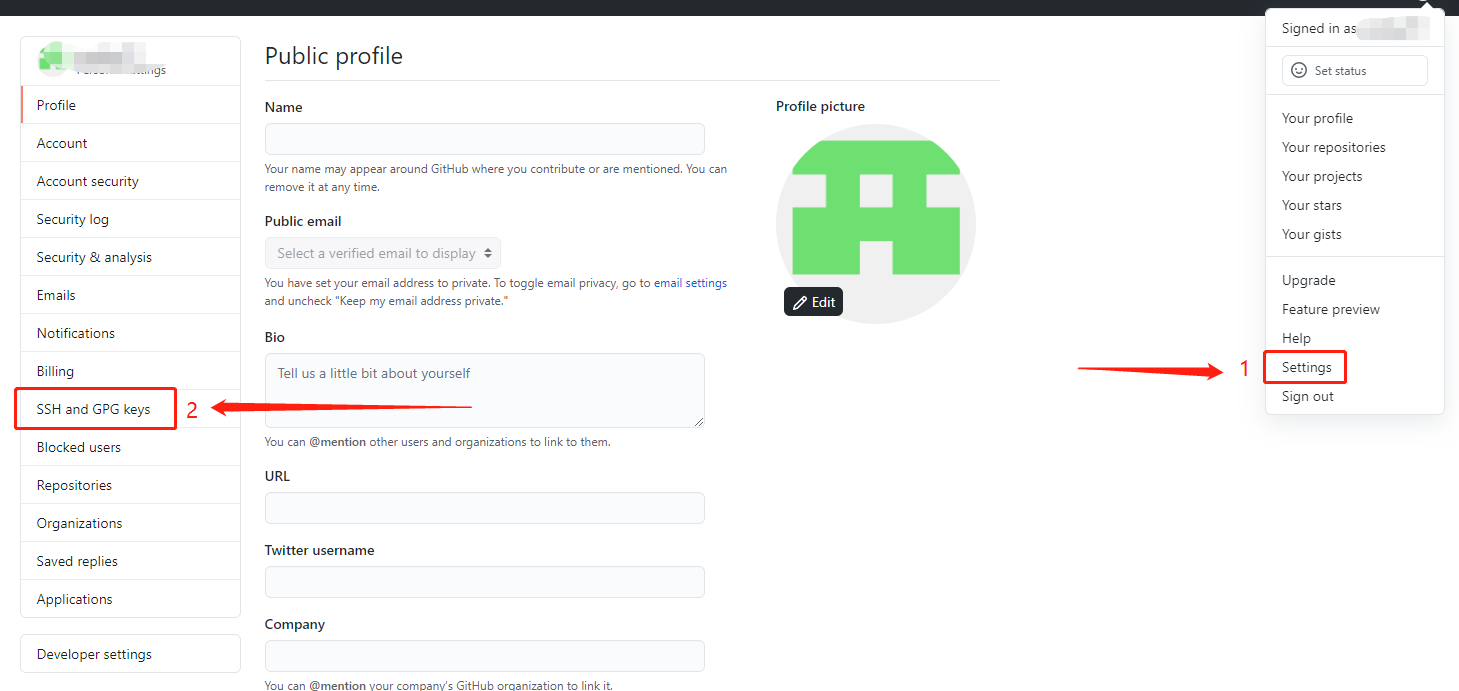 Profile
Account
Account security
Security log
Security & analysis
Emails
Notifications
Billing
SSH and GPG keys
2
Blocked users
Repositories
Organizations
Saved replies
Applications
Developer settings
Public profile
Name
Your name may appear around GitHub where you contribute or are mentioned. You can
remove it at any time.
Public email
Select a verified email to display
You have set your email address to private. To toggle email privacy, go to email settings
and uncheck "Keep my email address private."
Bio
Tell us a little bit about yourself
You can @mention other users and organizations to link to them.
URL
Twitter username
Company
You can @mention your company's GitHub organization to link it.
Profile picture
Edit
Signed in as
Set status
Your profile
Your repositories
Your projects
Your stars
Your gists
Upgrade
Feature preview
Help
1
Settings
Sign out